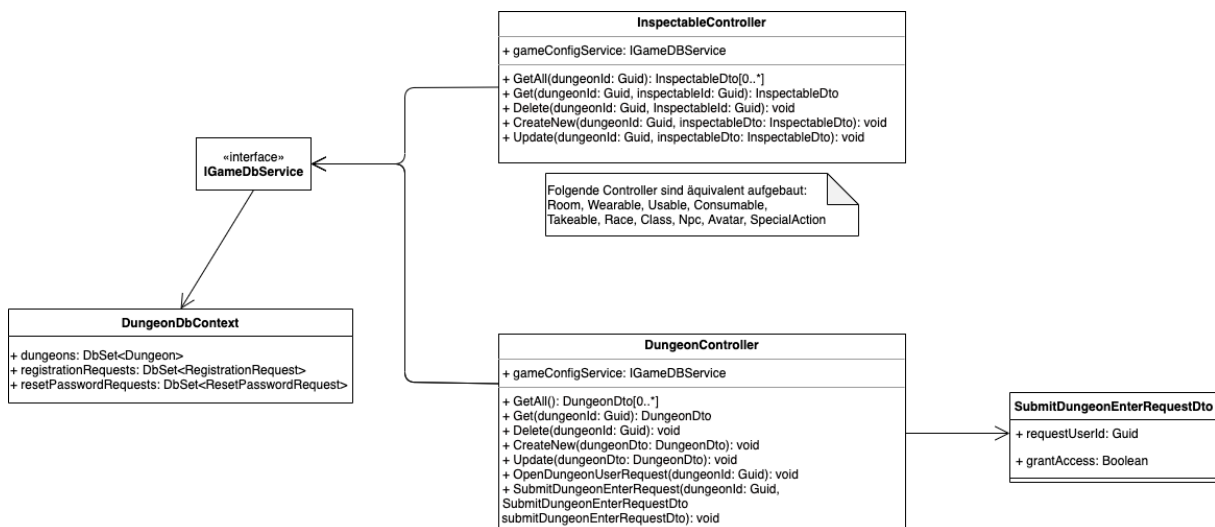 InspectableController
+ gameConfigService: IGameDBService
+ GetAll(dungeonId: Guid): InspectableDto[0..*]
+ Get(dungeonId: Guid, inspectableId: Guid): InspectableDto
+ Delete(dungeonId: Guid, InspectableId: Guid): void
+ CreateNew(dungeonId: Guid, inspectableDto: InspectableDto): void
+ Update(dungeonId: Guid, inspectableDto: InspectableDto): void
«interface»
IGameDbService
Folgende Controller sind äquivalent aufgebaut:
Room, Wearable, Usable, Consumable,
Takeable, Race, Class, Npc, Avatar, SpecialAction
DungeonDbContext
+ dungeons: DbSet<Dungeon>
+ registrationRequests: DbSet<RegistrationRequest>
+ resetPasswordRequests: DbSet<ResetPasswordRequest>
DungeonController
+ gameConfigService: IGameDBService
+ GetAll(): DungeonDto[0..*]
+ Get(dungeonId: Guid): DungeonDto
+ Delete(dungeonId: Guid): void
+ CreateNew(dungeonDto: DungeonDto): void
+ Update(dungeonDto: DungeonDto): void
+ OpenDungeonUserRequest(dungeonId: Guid): void
+ SubmitDungeonEnterRequest(dungeonId: Guid,
SubmitDungeonEnterRequestDto
submitDungeonEnterRequestDto): void
SubmitDungeonEnterRequestDto
+ requestUserId: Guid
+ grantAccess: Boolean